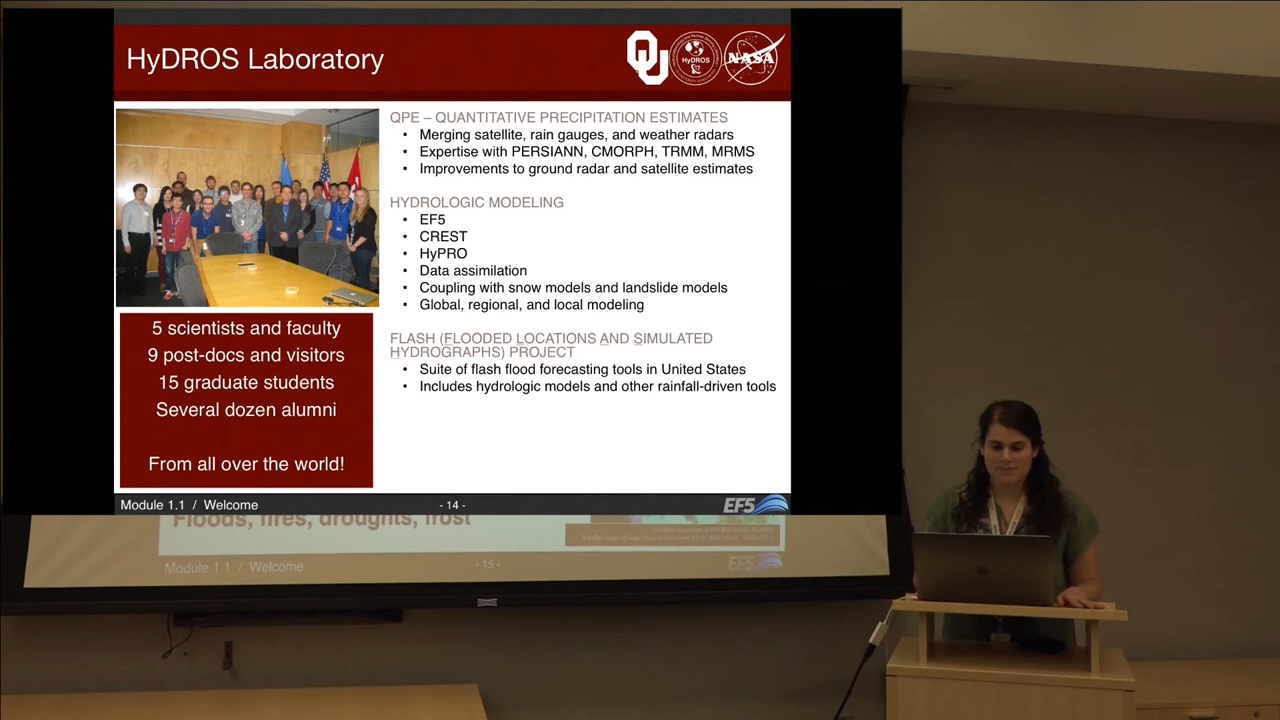 HyDROS Laboratory
HyDROS
NASA
QPE – QUANTITATIVE PRECIPITATION ESTIMATES
• Merging satellite, rain gauges, and weather radars
• Expertise with PERSIANN, CMORPH, TRMM, MRMS
• Improvements to ground radar and satellite estimates
HYDROLOGIC MODELING
• EF5
• CREST
• HyPRO
• Data assimilation
• Coupling with snow models and landslide models
• Global, regional, and local modeling
FLASH (FLOODED LOCATIONS AND SIMULATED
HYDROGRAPHS) PROJECT
• Suite of flash flood forecasting tools in United States
• Includes hydrologic models and other rainfall-driven tools
5 scientists and faculty
9 post-docs and visitors
15 graduate students
Several dozen alumni
From all over the world!
Module 1.1 / Welcome
- 14 -
EF5
Floods, fires, droughts, frost
Module 1.1 / Welcome
- 15 -
EF5